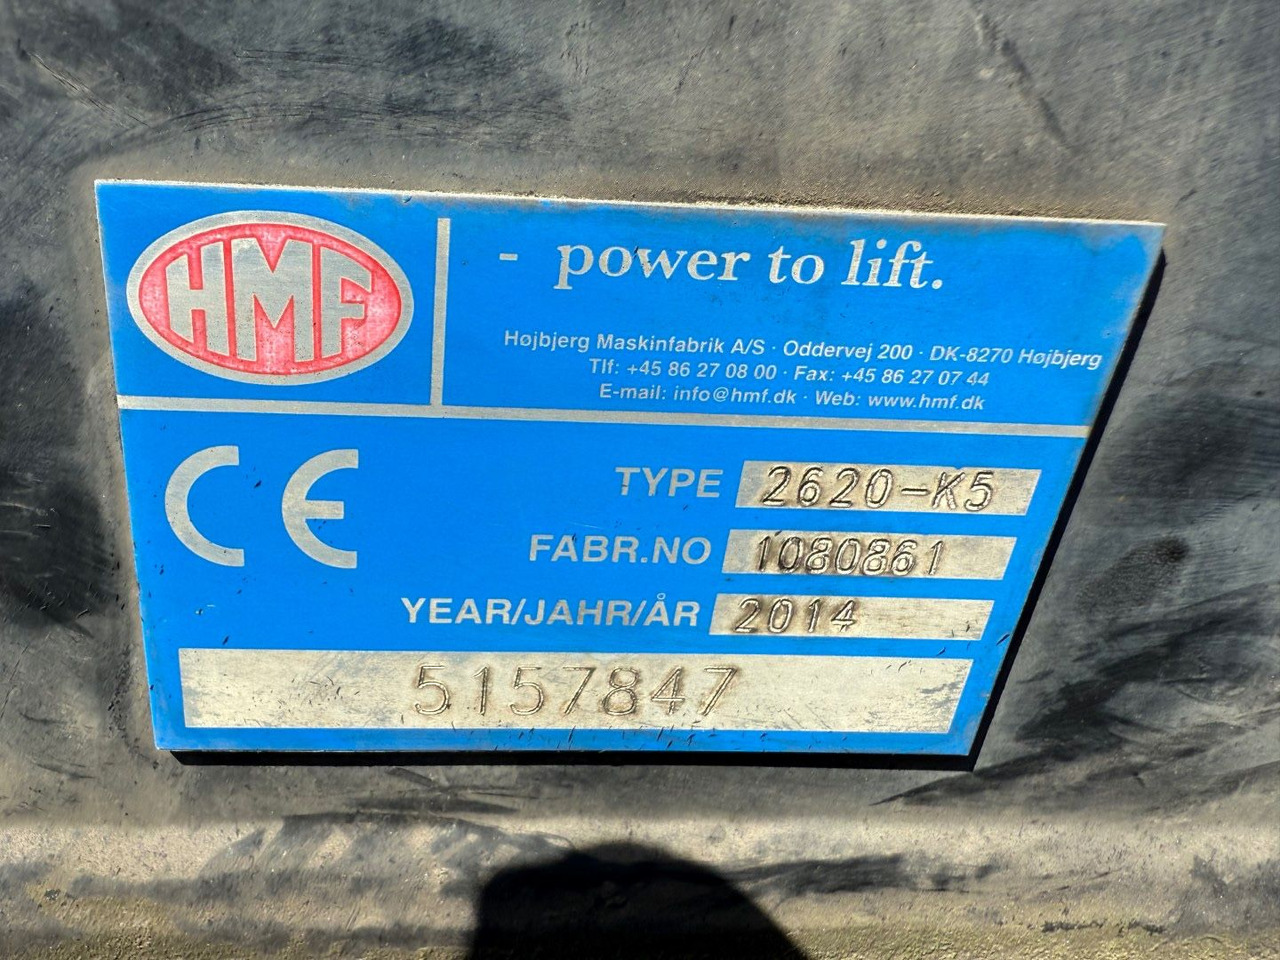 HMF
- power to lift.
Højbjerg Maskinfabrik A/S · Oddervej 200 · DK-8270 Højbjerg
Tlf: +45 86 27 08 00 · Fax: +45 86 27 07 44
E-mail: info@hmf.dk · Web: www.hmf.dk
CE
TYPE 2620-K5
FABR.NO 1080861
YEAR/JAHR/ÅR 2014
5157847